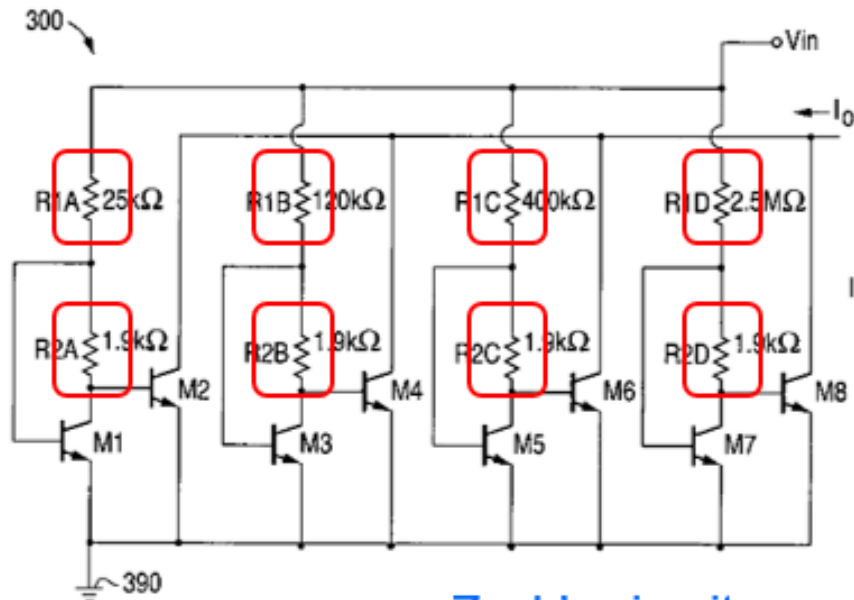 300
Vin
I0
R1A 25kΩ R1B 120kΩ R1C 400kΩ R1D 2.5MΩ
I
R2A 1.9kΩ R2B 1.9kΩ R2C 1.9kΩ R2D 1.9kΩ
M2 M4 M6 M8
M1 M3 M5 M7
390